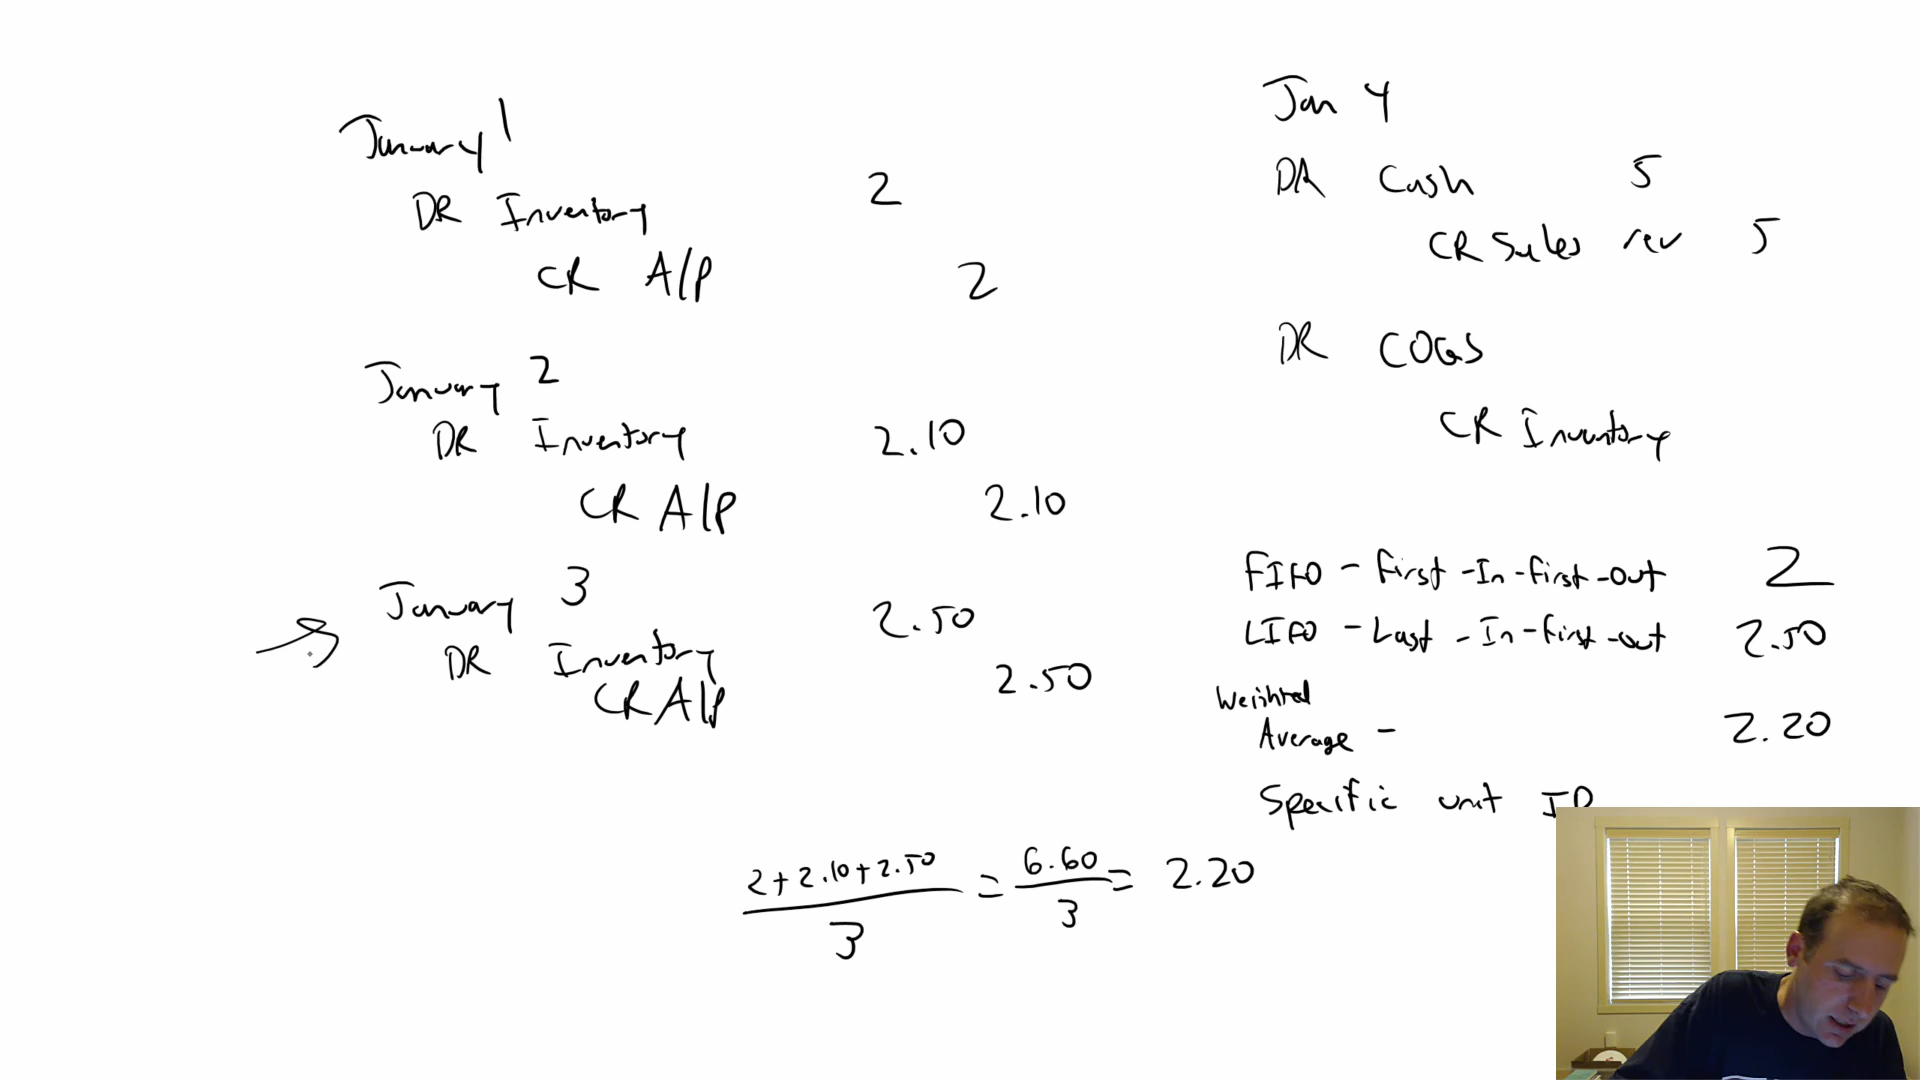 January 1
DR Inventory 2
CR A/P 2
January 2
DR Inventory 2.10
CR A/P 2.10
January 3
DR Inventory 2.50
CR A/P 2.50
2+2.10+2.50 / 3 = 6.60 / 3 = 2.20
Jan 4
DR Cash 5
CR Sales rev 5
DR COGS
CR Inventory
FIFO - First-In-first-out 2
LIFO - Last-In-first-out 2.50
Weighted
Average - 2.20
Specific unit ID